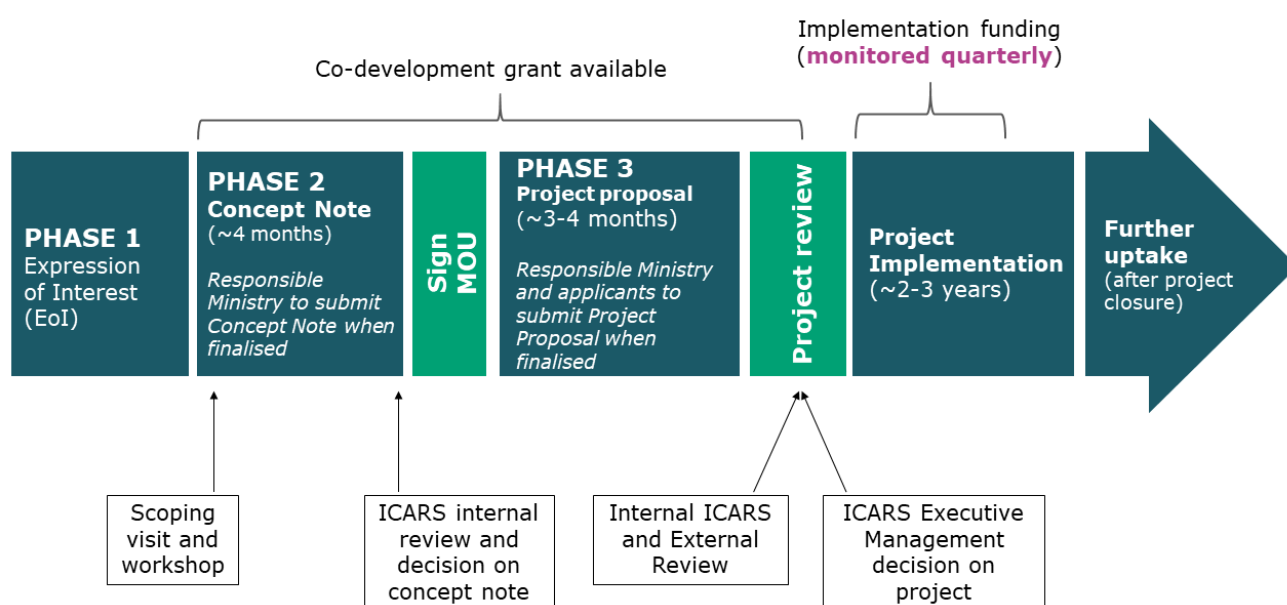 Implementation funding
(monitored quarterly)
Co-development grant available
PHASE 1
Expression
of Interest
(EoI)
PHASE 2
Concept Note
(~4 months)
Responsible
Ministry to submit
Concept Note when
finalised
Sign
MOU
PHASE 3
Project proposal
(~3-4 months)
Responsible Ministry
and applicants to
submit Project
Proposal when
finalised
Project review
Project
Implementation
(~2-3 years)
Further
uptake
(after project
closure)
Scoping
visit and
workshop
ICARS internal
review and
decision on
concept note
Internal ICARS
and External
Review
ICARS Executive
Management
decision on
project